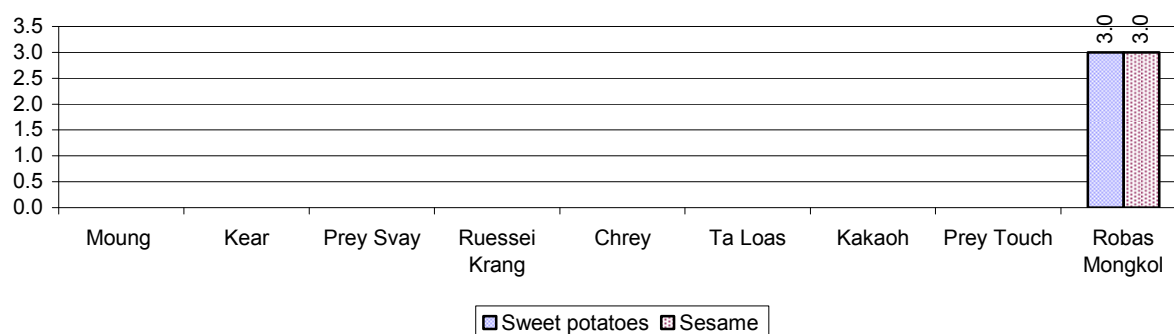 3.5
3.0
2.5
2.0
1.5
1.0
0.5
0.0
3.0
3.0
Moung
Kear
Prey Svay
Ruessei
Krang
Chrey
Ta Loas
Kakaoh
Prey Touch
Robas
Mongkol
Sweet potatoes
Sesame